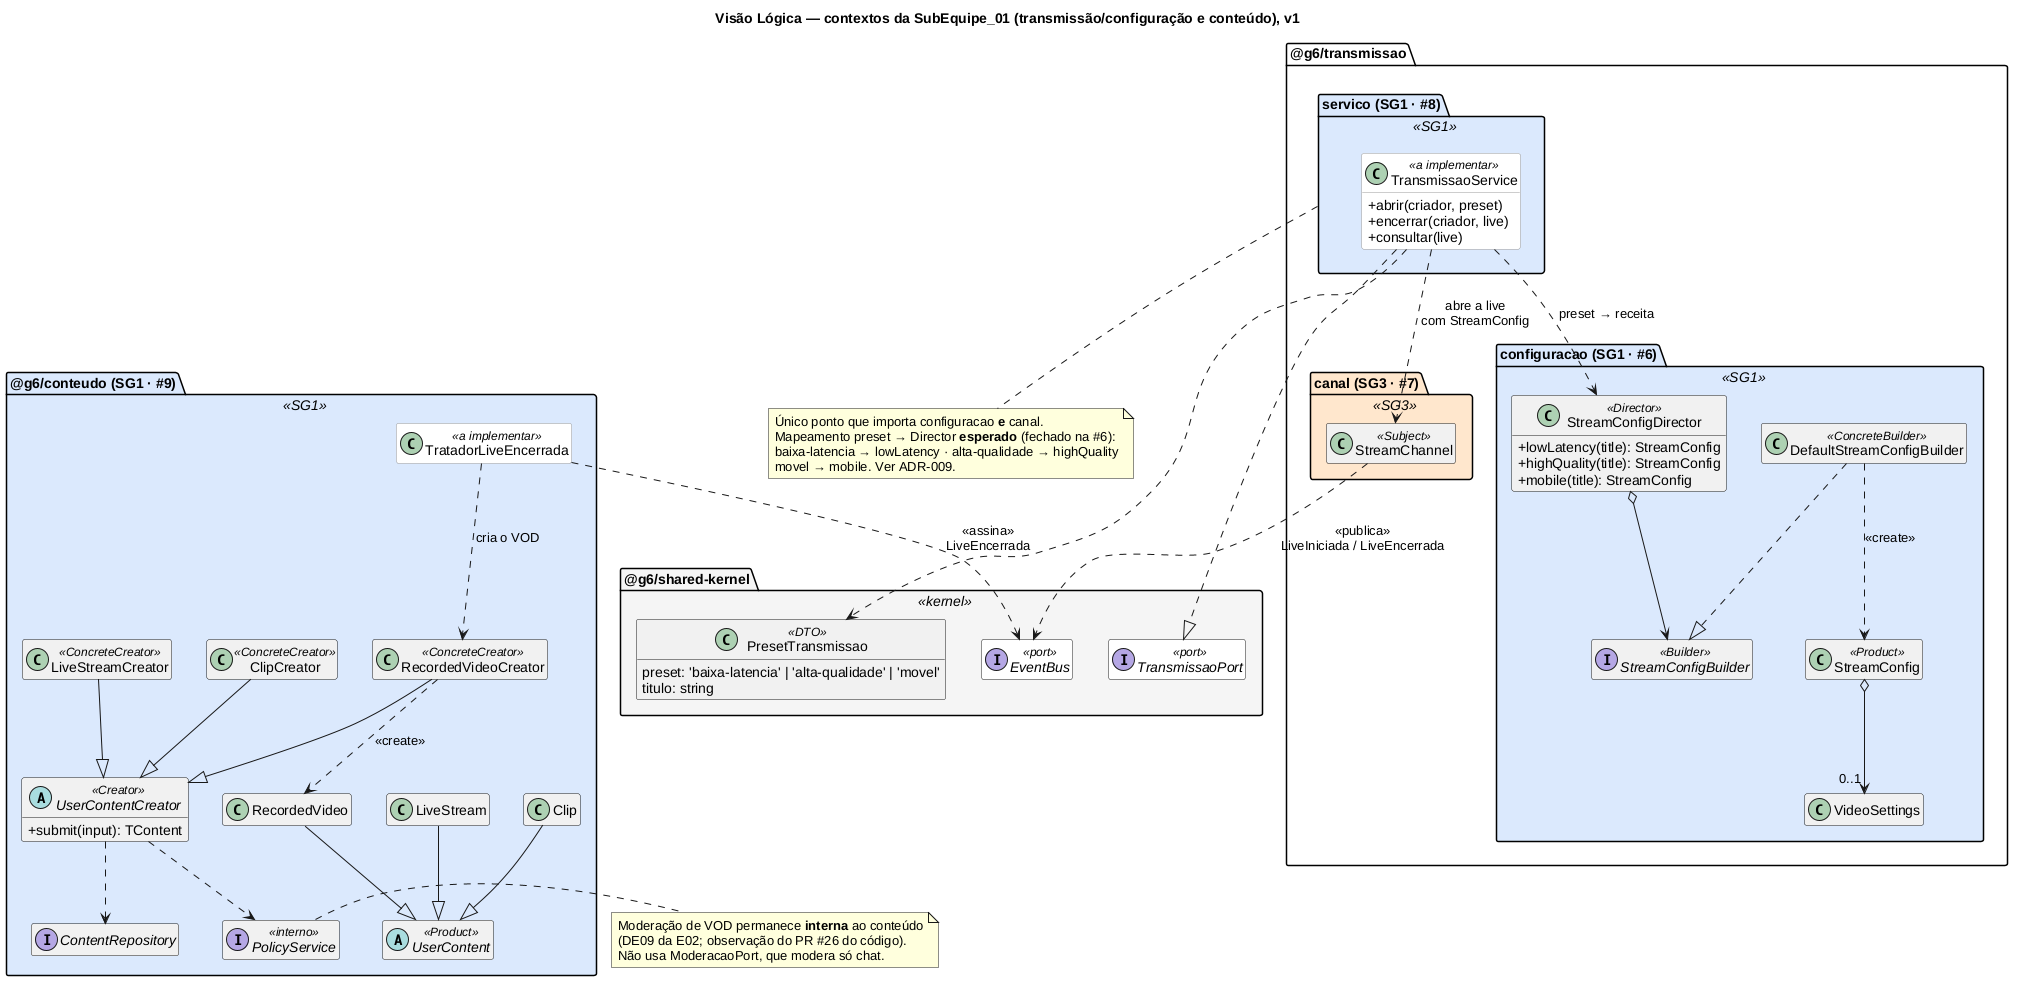 Visão Lógica — contextos da SubEquipe_01 (transmissão/configuração e conteúdo), v1
@g6/transmissao
servico (SG1 · #8)
«SG1»
C
«a implementar»
TransmissaoService
+abrir(criador, preset)
+encerrar(criador, live)
+consultar(live)
abre a live
com StreamConfig
preset → receita
configuracao (SG1 · #6)
«SG1»
C
«Director»
StreamConfigDirector
+lowLatency(title): StreamConfig
+highQuality(title): StreamConfig
+mobile(title): StreamConfig
C
«ConcreteBuilder»
DefaultStreamConfigBuilder
«create»
I
«Builder»
StreamConfigBuilder
C
«Product»
StreamConfig
0..1
C
VideoSettings
canal (SG3 · #7)
«SG3»
C
«Subject»
StreamChannel
«publica»
LiveIniciada / LiveEncerrada
Único ponto que importa configuracao e canal.
Mapeamento preset → Director esperado (fechado na #6):
baixa-latencia → lowLatency · alta-qualidade → highQuality
movel → mobile. Ver ADR-009.
«assina»
LiveEncerrada
@g6/shared-kernel
«kernel»
C
«DTO»
PresetTransmissao
preset: 'baixa-latencia' | 'alta-qualidade' | 'movel'
titulo: string
I
«port»
EventBus
I
«port»
TransmissaoPort
@g6/conteudo (SG1 · #9)
«SG1»
C
«a implementar»
TratadorLiveEncerrada
cria o VOD
C
«ConcreteCreator»
LiveStreamCreator
C
«ConcreteCreator»
ClipCreator
C
«ConcreteCreator»
RecordedVideoCreator
«create»
A
«Creator»
UserContentCreator
+submit(input): TContent
C
RecordedVideo
C
LiveStream
C
Clip
I
ContentRepository
I
«interno»
PolicyService
A
«Product»
UserContent
Moderação de VOD permanece interna ao conteúdo
(DE09 da E02; observação do PR #26 do código).
Não usa ModeracaoPort, que modera só chat.